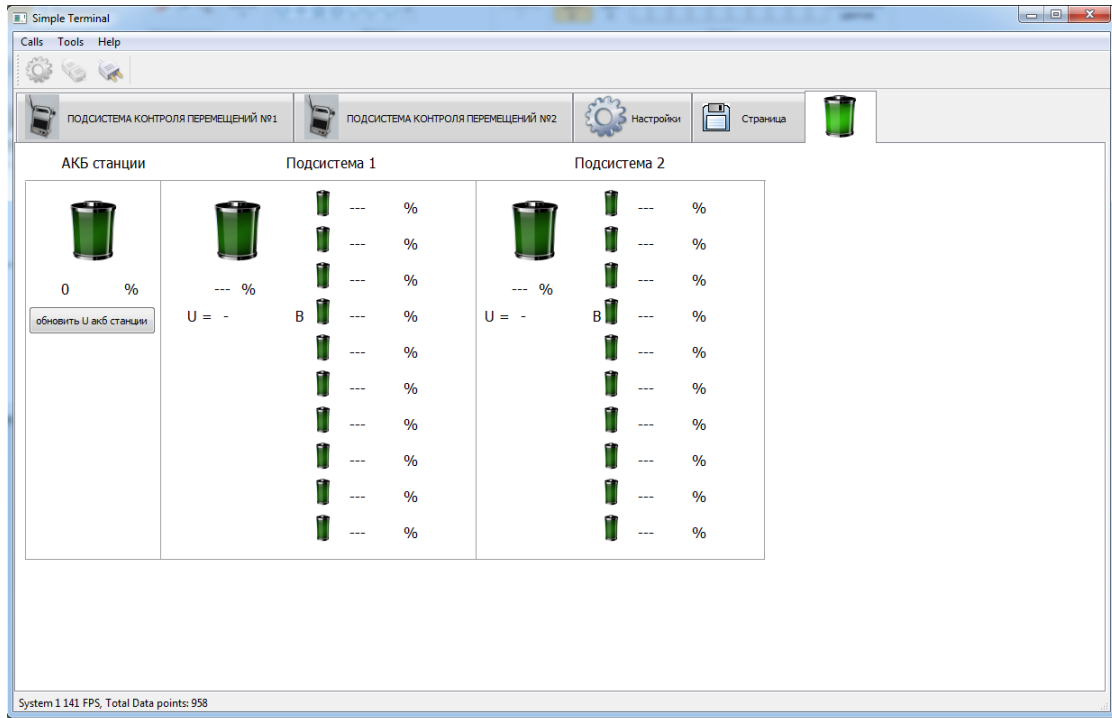 Simple Terminal
Calls Tools Help
ПОДСИСТЕМА КОНТРОЛЯ ПЕРЕМЕЩЕНИЙ №1 ПОДСИСТЕМА КОНТРОЛЯ ПЕРЕМЕЩЕНИЙ №2 Настройки Страница
АКБ станции Подсистема 1 Подсистема 2
--- % --- %
--- % --- %
0 % --- % --- % --- % --- %
обновить U акб станции U = - В --- % U = - В --- %
--- % --- %
--- % --- %
--- % --- %
--- % --- %
--- % --- %
--- % --- %
System 1 141 FPS, Total Data points: 958